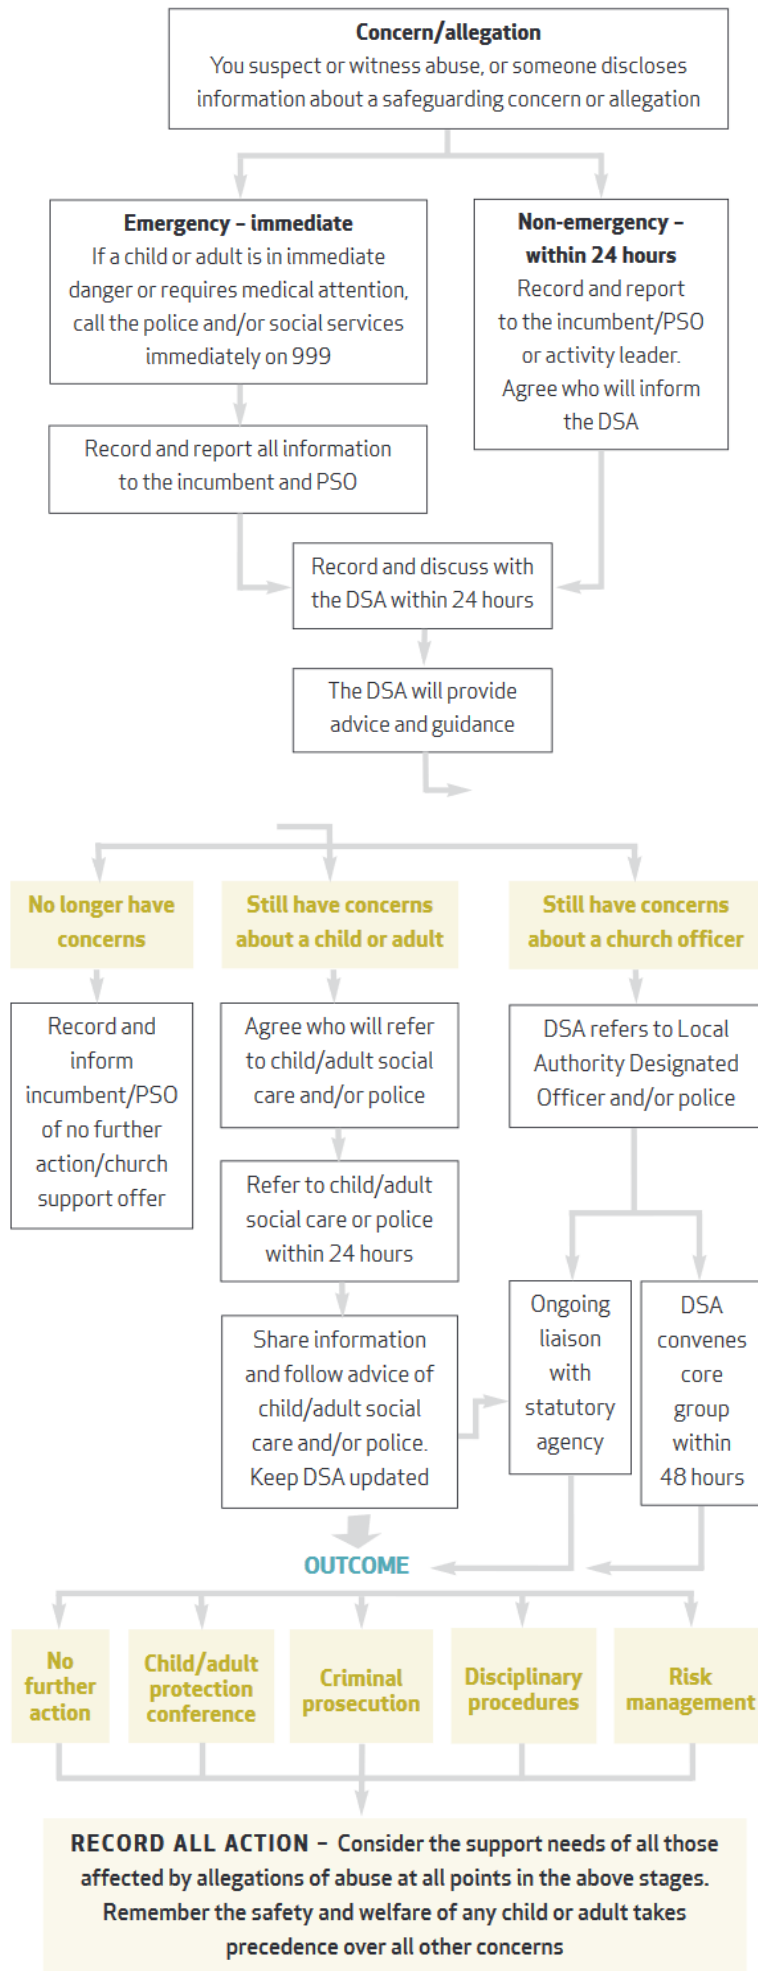 Concern/allegation
You suspect or witness abuse, or someone discloses
information about a safeguarding concern or allegation
Emergency – immediate
If a child or adult is in immediate
danger or requires medical attention,
call the police and/or social services
immediately on 999
Non-emergency –
within 24 hours
Record and report
to the incumbent/PSO
or activity leader.
Agree who will inform
the DSA
Record and report all information
to the incumbent and PSO
Record and discuss with
the DSA within 24 hours
The DSA will provide
advice and guidance
No longer have
concerns
Still have concerns
about a child or adult
Still have concerns
about a church officer
Record and
inform
incumbent/PSO
of no further
action/church
support offer
Agree who will refer
to child/adult social
care and/or police
DSA refers to Local
Authority Designated
Officer and/or police
Refer to child/adult
social care or police
within 24 hours
Share information
and follow advice of
child/adult social
care and/or police.
Keep DSA updated
Ongoing
liaison
with
statutory
agency
DSA
convenes
core
group
within
48 hours
OUTCOME
No
further
action
Child/adult
protection
conference
Criminal
prosecution
Disciplinary
procedures
Risk
management
RECORD ALL ACTION – Consider the support needs of all those
affected by allegations of abuse at all points in the above stages.
Remember the safety and welfare of any child or adult takes
precedence over all other concerns